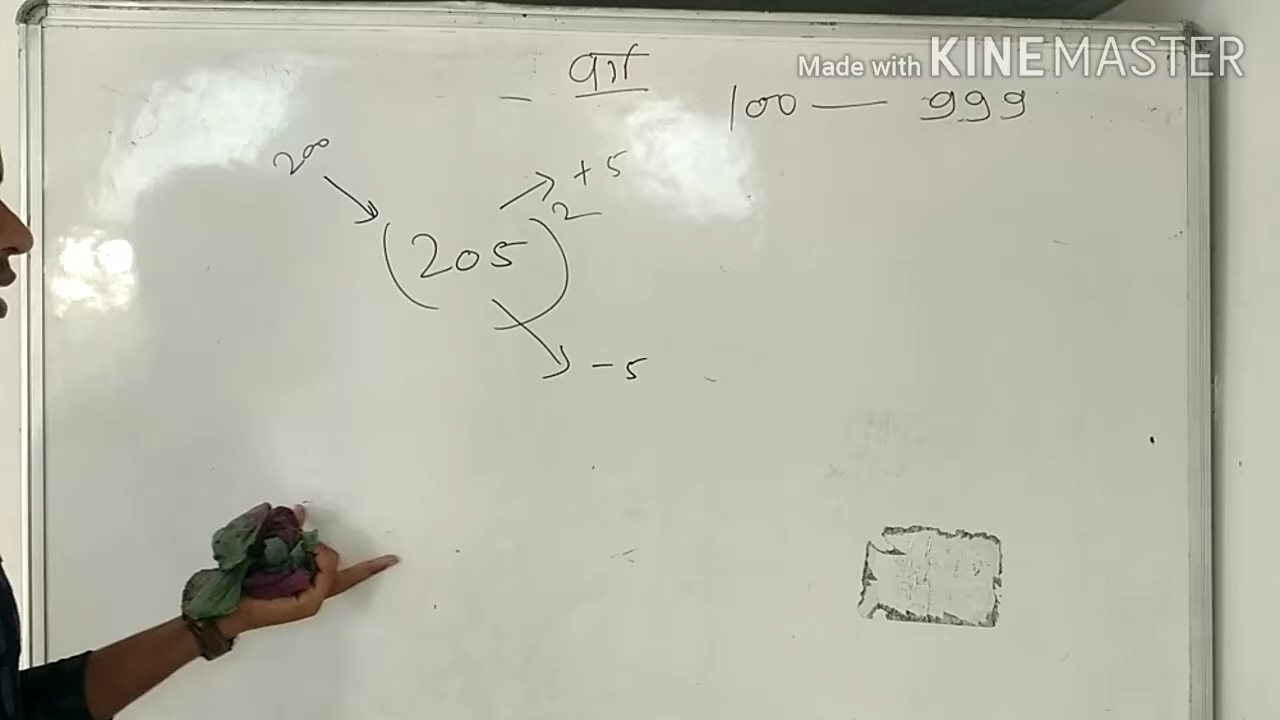 Made with KINEMASTER
वर्ग
100 — 999
200
+ 5
(205)²
- 5